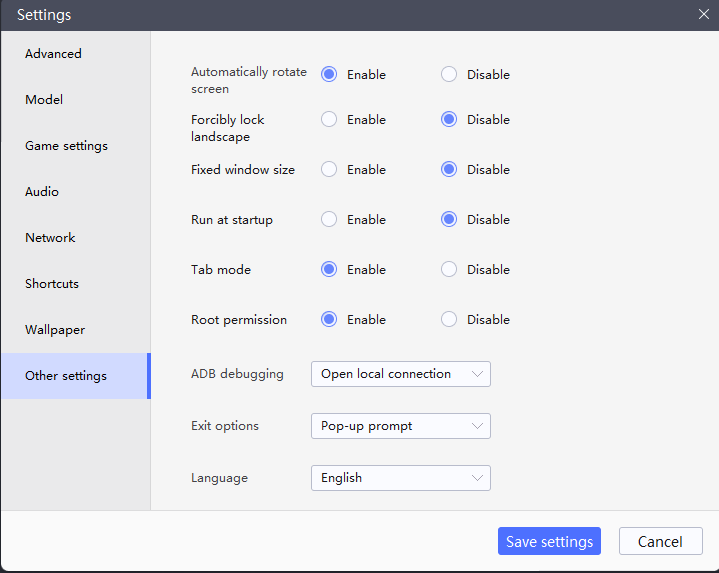 Settings
Advanced
Model
Game settings
Audio
Network
Shortcuts
Wallpaper
Other settings
Automatically rotate
screen
Enable
Disable
Forcibly lock
landscape
Enable
Disable
Fixed window size
Enable
Disable
Run at startup
Enable
Disable
Tab mode
Enable
Disable
Root permission
Enable
Disable
ADB debugging
Open local connection
Exit options
Pop-up prompt
Language
English
Save settings
Cancel